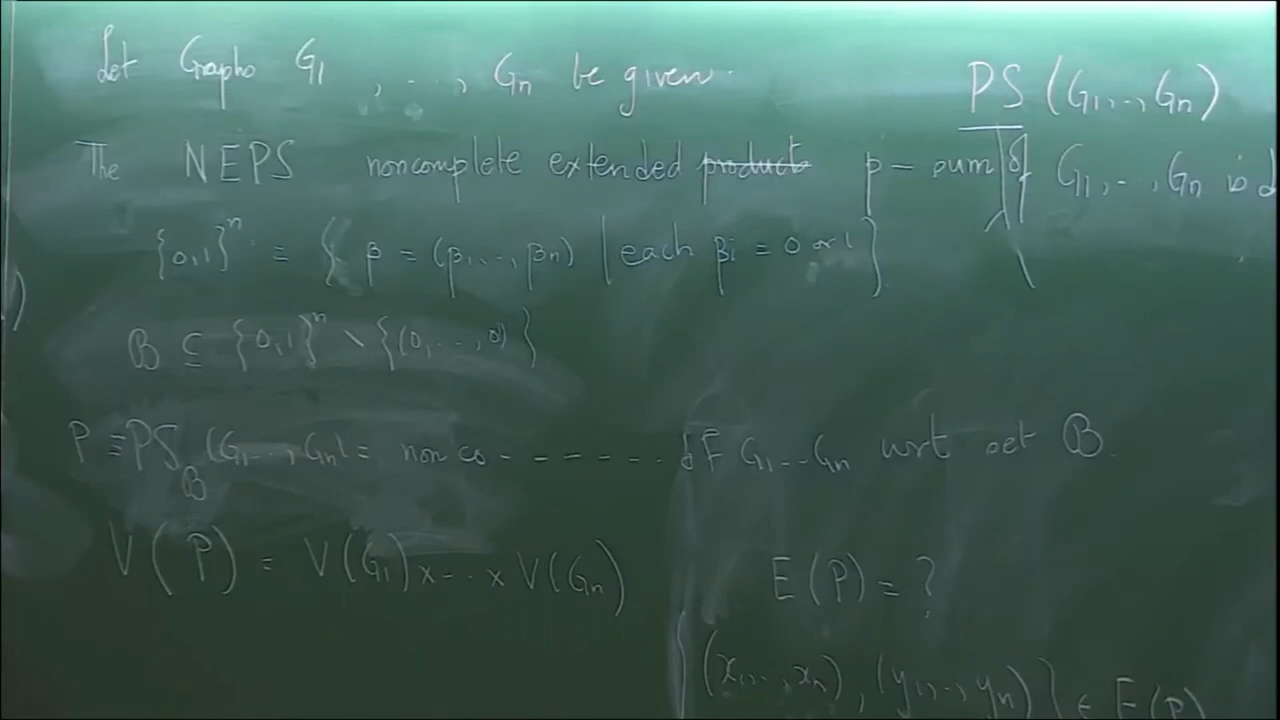 Let Graphs G1, ..., Gn be given.
PS (G1,.., Gn)
The NEPS noncomplete extended product p-sum of G1,.., Gn is d
{0,1}^n = { β = (β1,..., βn) | each βi = 0 or 1 }
B ⊆ {0,1}^n \ {(0,...,0)}
P ≡ PS_B (G1..., Gn) = non co - - - - - - - of G1...Gn wrt set B.
V(P) = V(G1) x - .. x V(Gn)
E(P) = ?
{ (x1,..,xn), (y1,.., yn) } ∈ E(P)